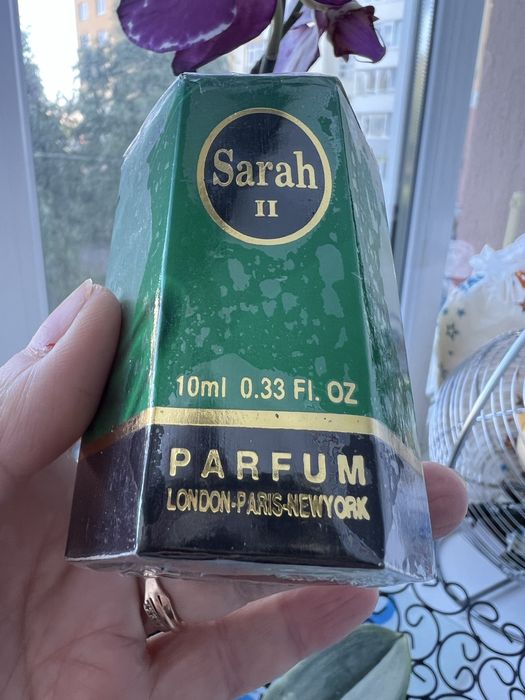 Sarah
II
10ml 0.33 Fl. OZ
PARFUM
LONDON-PARIS-NEWYORK